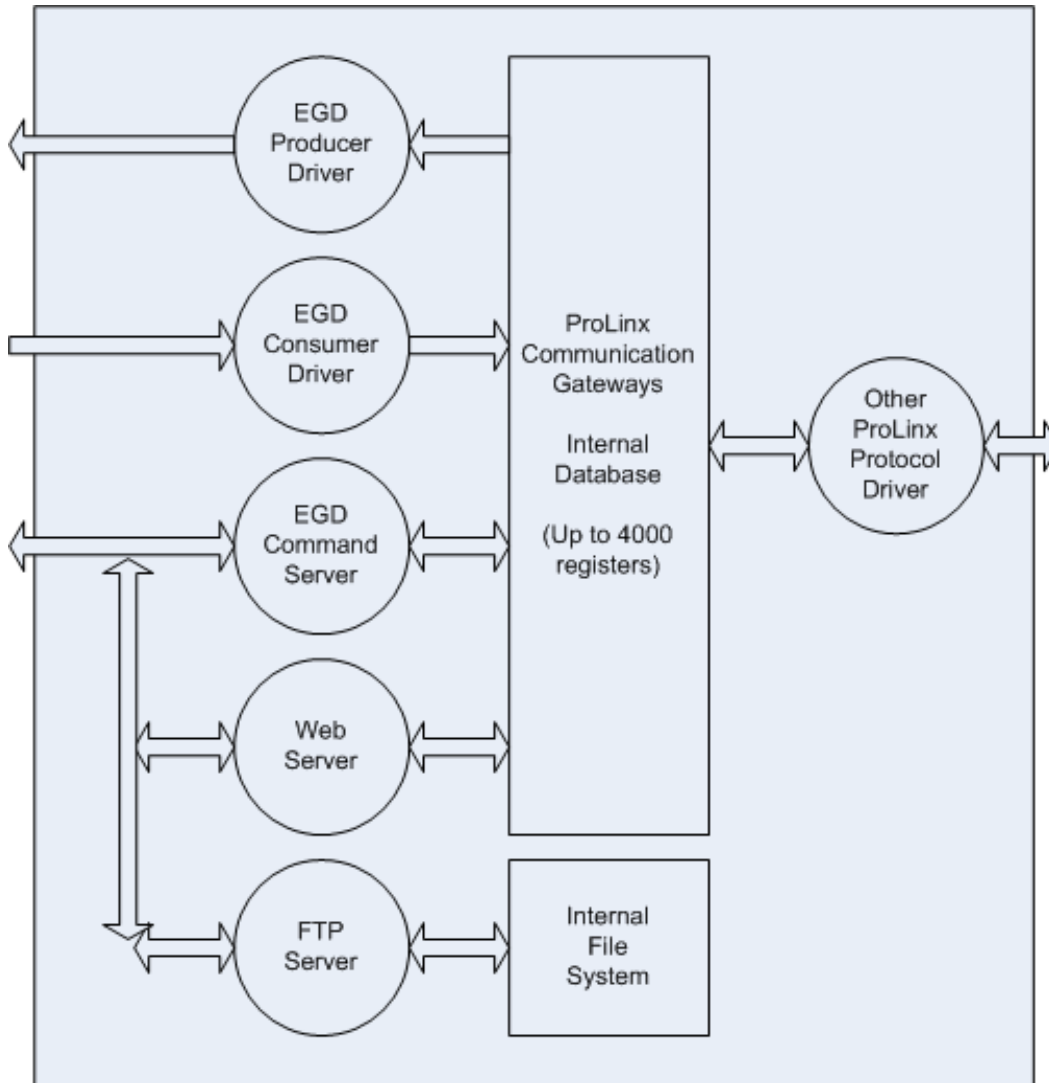 EGD
Producer
Driver
EGD
Consumer
Driver
EGD
Command
Server
Web
Server
FTP
Server
ProLinx
Communication
Gateways
Internal
Database
(Up to 4000
registers)
Internal
File
System
Other
ProLinx
Protocol
Driver